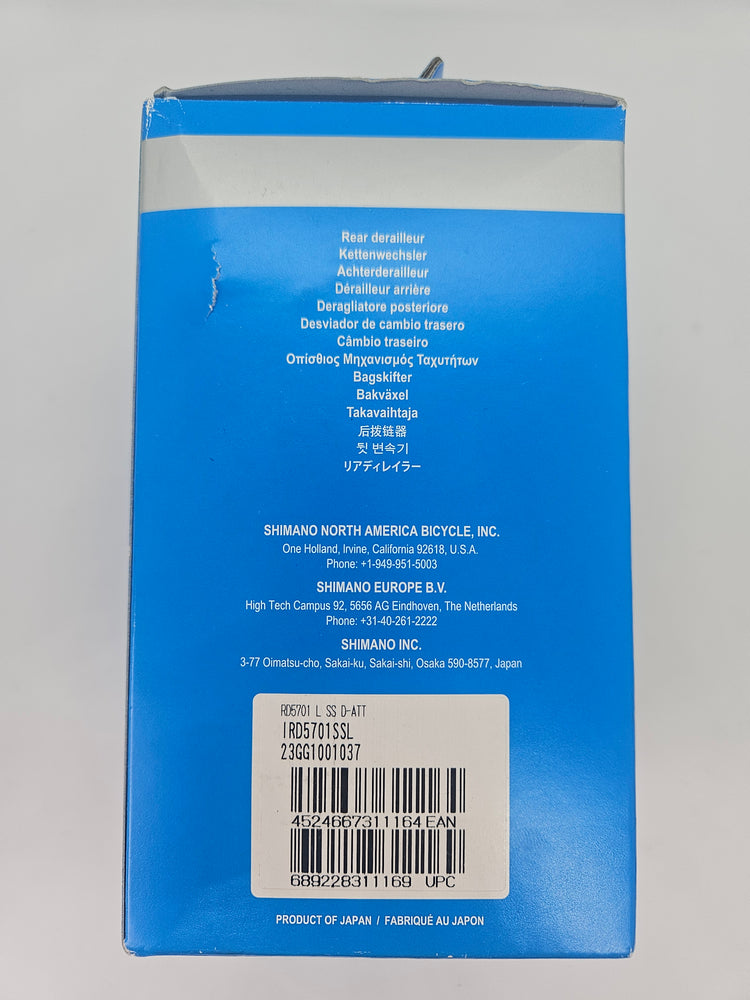 Rear derailleur
Kettenwechsler
Achterderailleur
Dérailleur arrière
Deragliatore posteriore
Desviador de cambio trasero
Câmbio traseiro
Οπίσθιος Μηχανισμός Ταχυτήτων
Bagskifter
Bakväxel
Takavaihtaja
后拨链器
뒷 변속기
リアディレイラー
SHIMANO NORTH AMERICA BICYCLE, INC.
One Holland, Irvine, California 92618, U.S.A.
Phone: +1-949-951-5003
SHIMANO EUROPE B.V.
High Tech Campus 92, 5656 AG Eindhoven, The Netherlands
Phone: +31-40-261-2222
SHIMANO INC.
3-77 Oimatsu-cho, Sakai-ku, Sakai-shi, Osaka 590-8577, Japan
RD5701 L SS D-ATT
IRD5701SSL
23GG1001037
4524667311164 EAN
689228311169 UPC
PRODUCT OF JAPAN / FABRIQUÉ AU JAPON